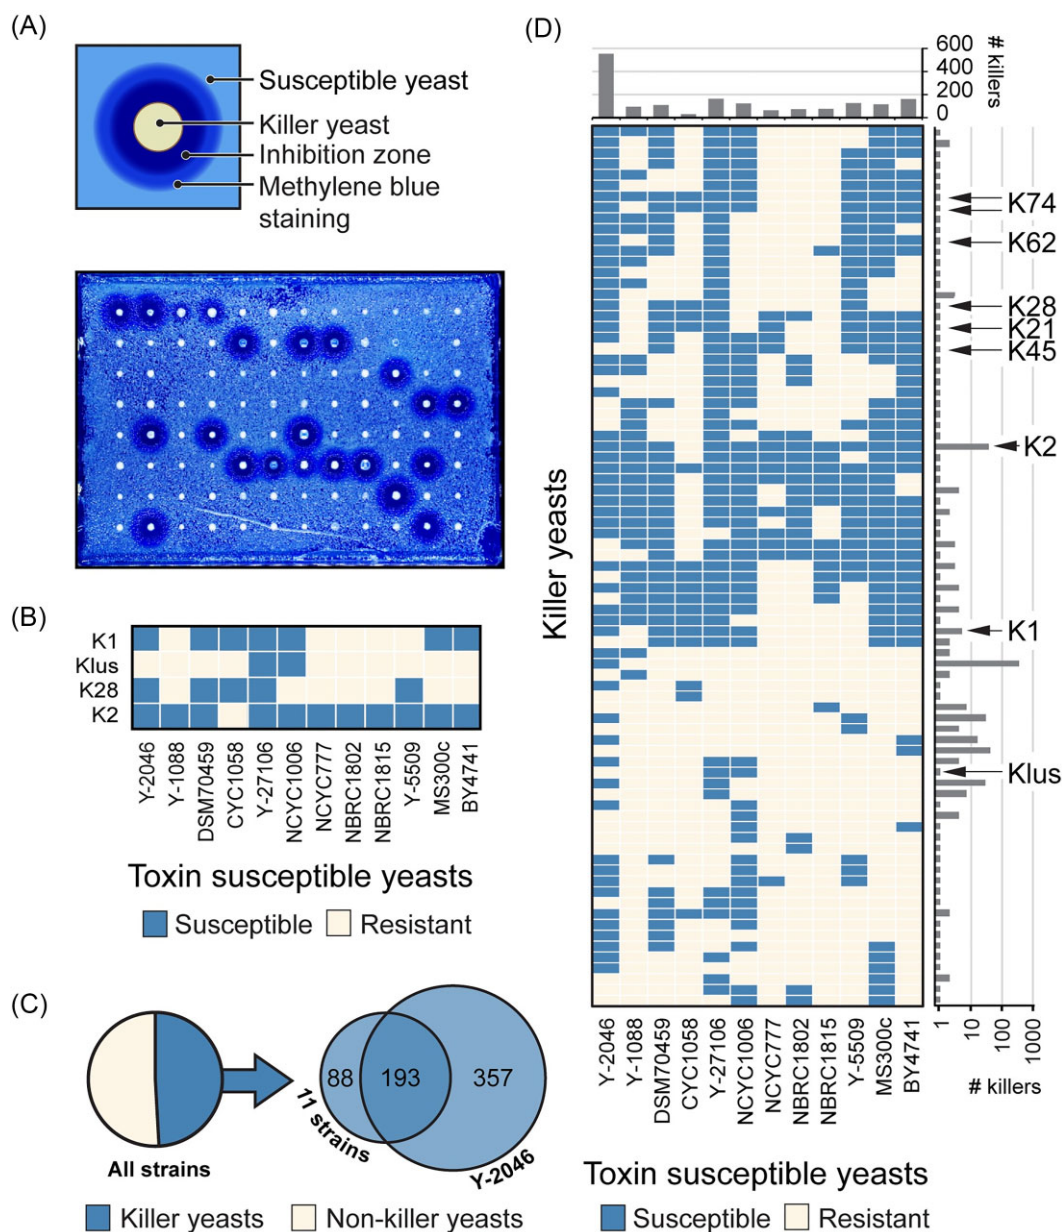 (A)
Susceptible yeast
Killer yeast
Inhibition zone
Methylene blue
staining
(B)
K1
Klus
K28
K2
Y-2046
Y-1088
DSM70459
CYC1058
Y-27106
NCYC1006
NCYC777
NBRC1802
NBRC1815
Y-5509
MS300c
BY4741
Toxin susceptible yeasts
Susceptible Resistant
(C)
88 193 357
11 strains
Y-2046
All strains
Killer yeasts Non-killer yeasts
(D)
600
400
200
0
# killers
Killer yeasts
K74
K62
K28
K21
K45
K2
K1
Klus
Y-2046
Y-1088
DSM70459
CYC1058
Y-27106
NCYC1006
NCYC777
NBRC1802
NBRC1815
Y-5509
MS300c
BY4741
1
10
100
1000
# killers
Toxin susceptible yeasts
Susceptible Resistant